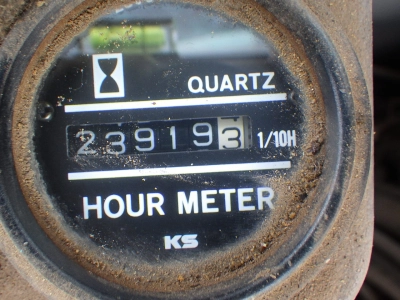 QUARTZ
239193 1/10H
HOUR METER
KS